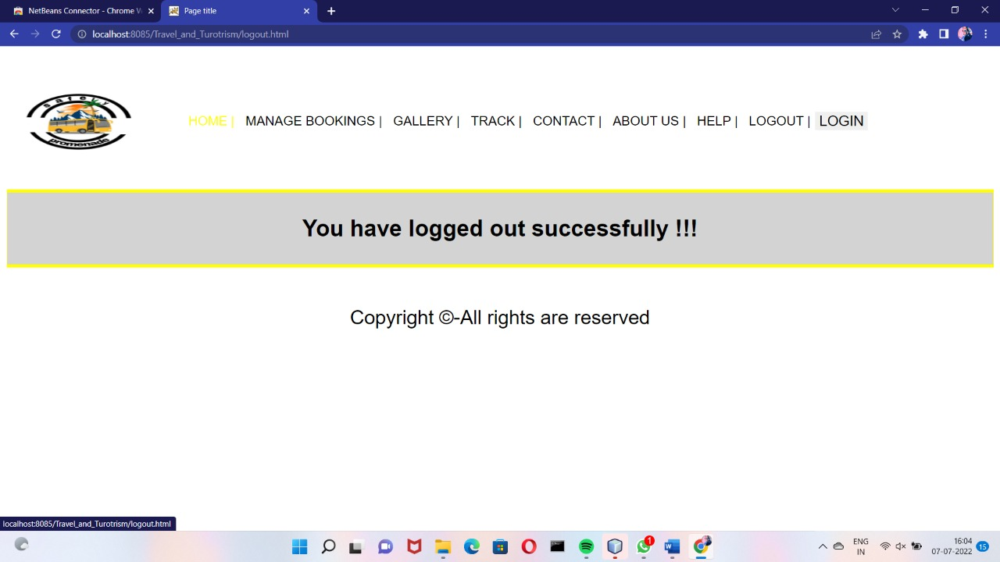 NetBeans Connector - Chrome W
Page title
localhost:8085/Travel_and_Turotrism/logout.html
safety
promenade
HOME | MANAGE BOOKINGS | GALLERY | TRACK | CONTACT | ABOUT US | HELP | LOGOUT | LOGIN
You have logged out successfully !!!
Copyright ©-All rights are reserved
localhost:8085/Travel_and_Turotrism/logout.html
1
ENG
IN
16:04
07-07-2022
15